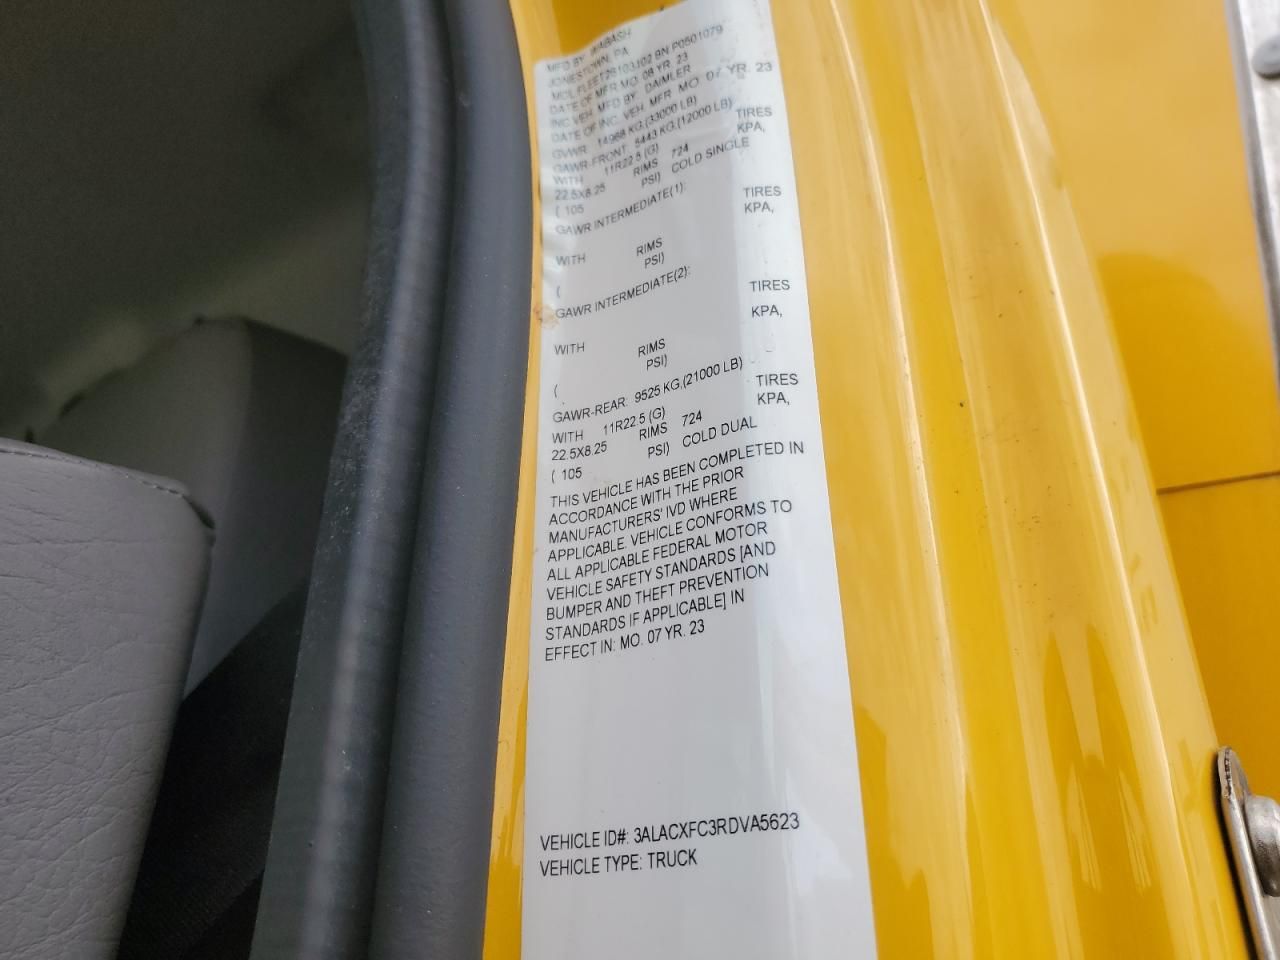 MFD BY WABASH
JONESTOWN, PA
MDL FLEET26103J102 BN P0501079
DATE OF MFR MO. 08 YR. 23
INC VEH. MFD BY DAIMLER
DATE OF INC. VEH. MFR MO. 07 YR. 23
GVWR 14968 KG.(33000 LB)
GAWR-FRONT 5443 KG.(12000 LB)
WITH 11R22.5 (G) TIRES
22.5X8.25 RIMS 724 KPA,
( 105 PSI) COLD SINGLE
GAWR INTERMEDIATE(1):
TIRES
WITH RIMS KPA,
( PSI)
GAWR INTERMEDIATE(2):
TIRES
WITH RIMS KPA,
( PSI)
GAWR-REAR: 9525 KG.(21000 LB)
WITH 11R22.5 (G) TIRES
22.5X8.25 RIMS 724 KPA,
( 105 PSI) COLD DUAL
THIS VEHICLE HAS BEEN COMPLETED IN
ACCORDANCE WITH THE PRIOR
MANUFACTURERS' IVD WHERE
APPLICABLE. VEHICLE CONFORMS TO
ALL APPLICABLE FEDERAL MOTOR
VEHICLE SAFETY STANDARDS [AND
BUMPER AND THEFT PREVENTION
STANDARDS IF APPLICABLE] IN
EFFECT IN: MO. 07 YR. 23
VEHICLE ID#: 3ALACXFC3RDVA5623
VEHICLE TYPE: TRUCK